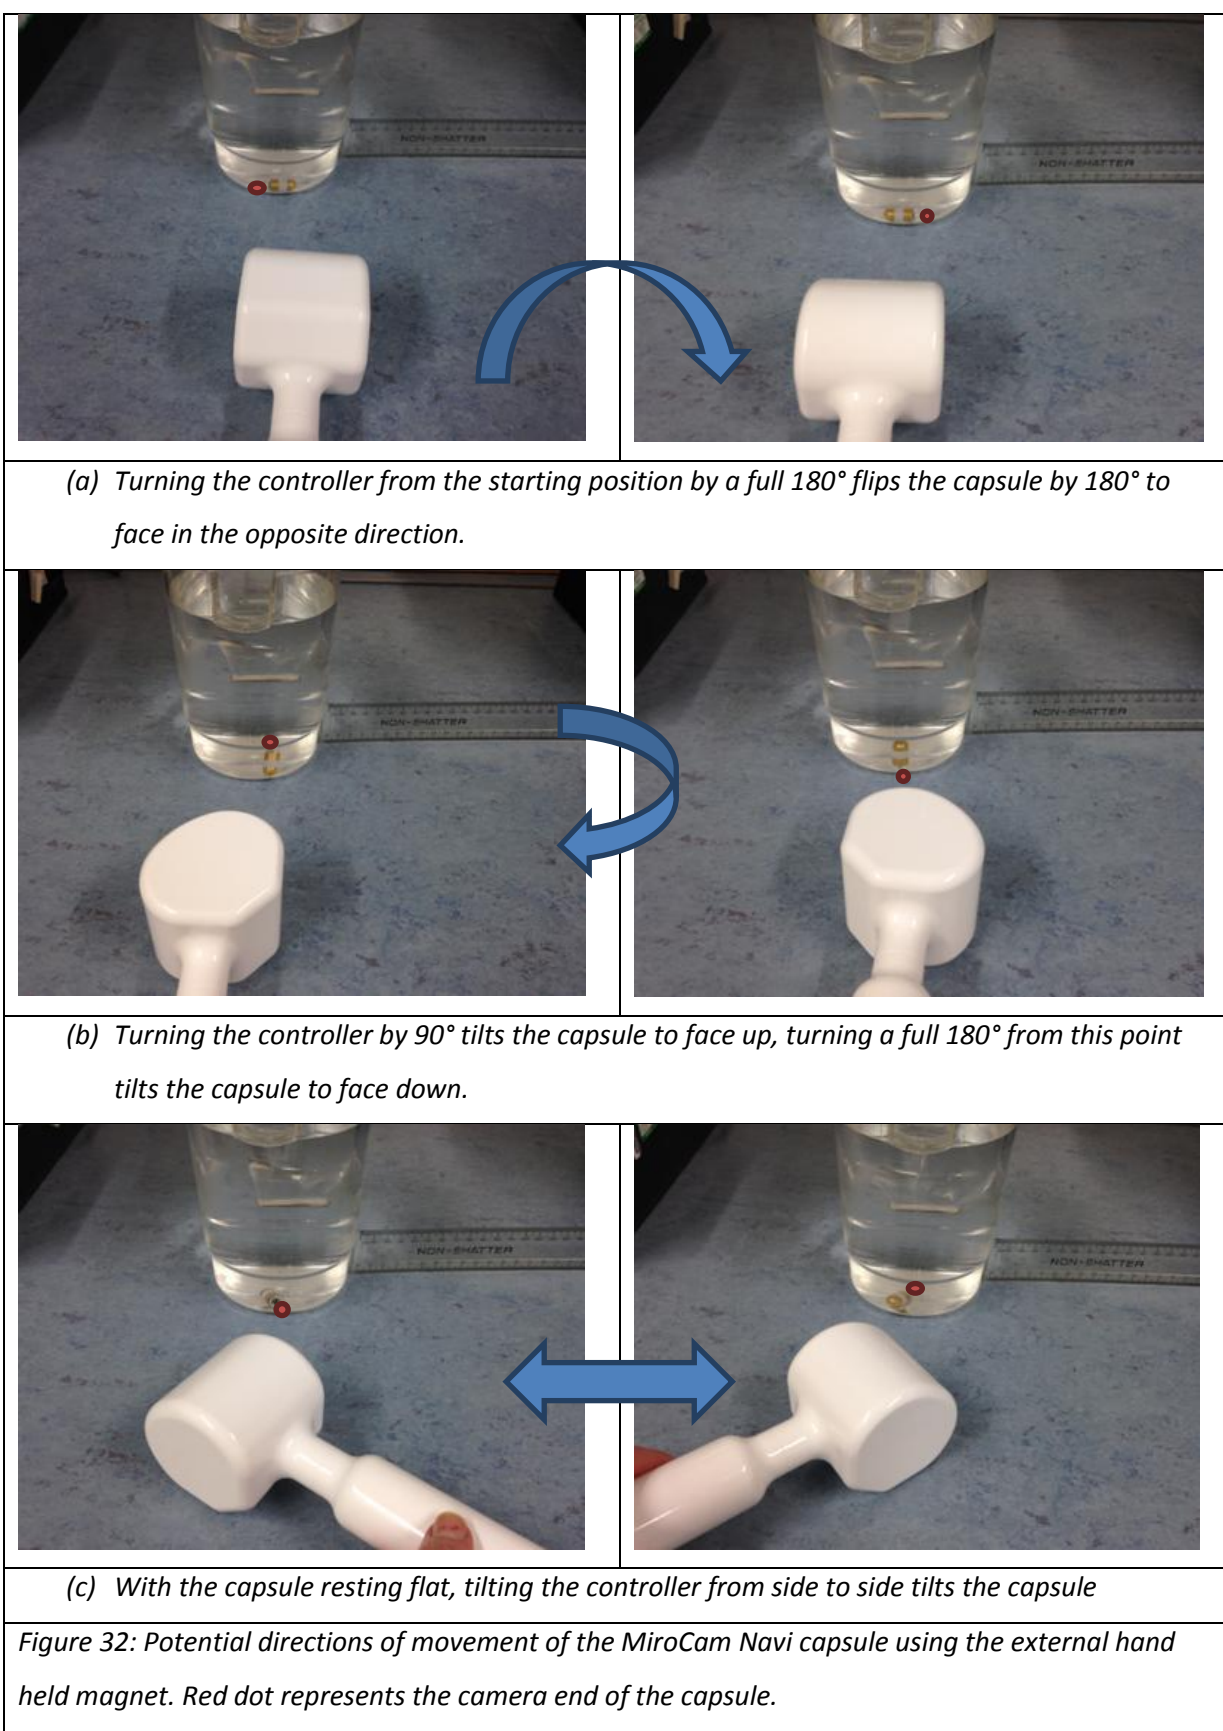 NON-SHATTER
NON-SHATTER
(a) Turning the controller from the starting position by a full 180° flips the capsule by 180° to
face in the opposite direction.
NON-SHATTER
NON-SHATTER
(b) Turning the controller by 90° tilts the capsule to face up, turning a full 180° from this point
tilts the capsule to face down.
NON-SHATTER
NON-SHATTER
(c) With the capsule resting flat, tilting the controller from side to side tilts the capsule
Figure 32: Potential directions of movement of the MiroCam Navi capsule using the external hand
held magnet. Red dot represents the camera end of the capsule.